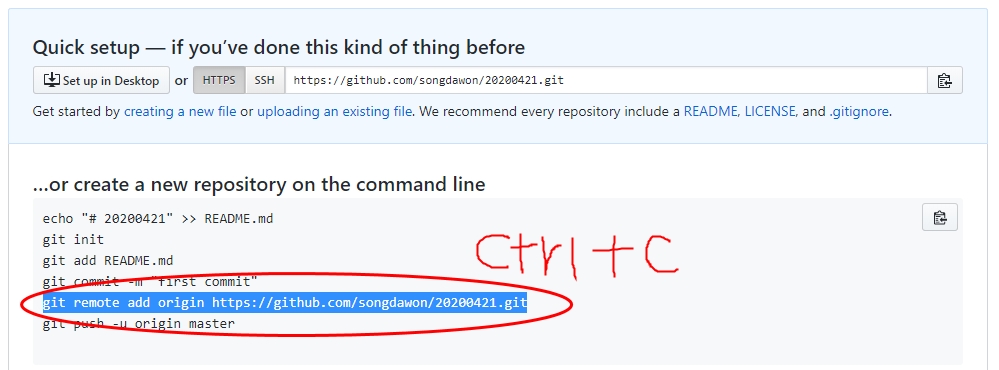 Quick setup — if you’ve done this kind of thing before
Set up in Desktop or HTTPS SSH https://github.com/songdawon/20200421.git
Get started by creating a new file or uploading an existing file. We recommend every repository include a README, LICENSE, and .gitignore.
…or create a new repository on the command line
echo "# 20200421" >> README.md
git init
git add README.md
git commit -m "first commit"
git remote add origin https://github.com/songdawon/20200421.git
git push -u origin master
Ctrl+C